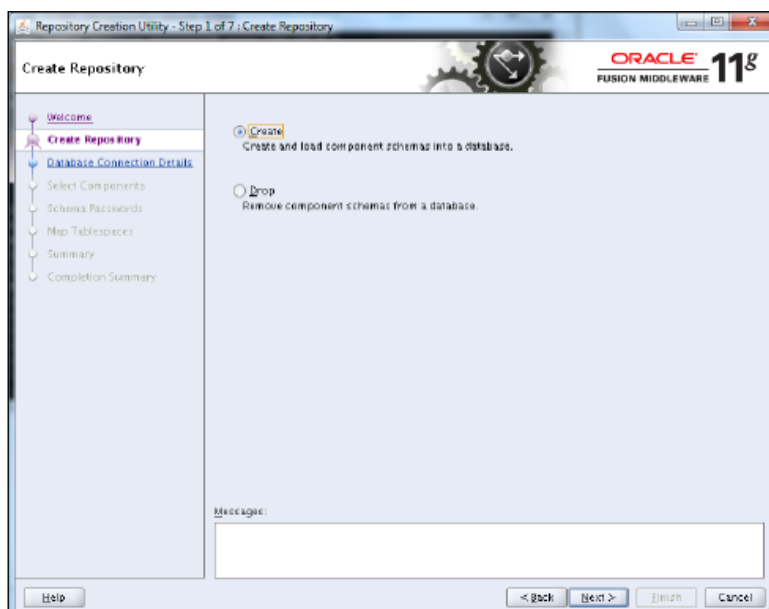 Repository Creation Utility - Step 1 of 7 : Create Repository
Create Repository
ORACLE
FUSION MIDDLEWARE 11g
Welcome
Create Repository
Database Connection Details
Select Components
Schema Passwords
Map Tablespaces
Summary
Completion Summary
Create
Create and load component schemas into a database.
Drop
Remove component schemas from a database.
Messages:
Help
< Back
Next >
Finish
Cancel